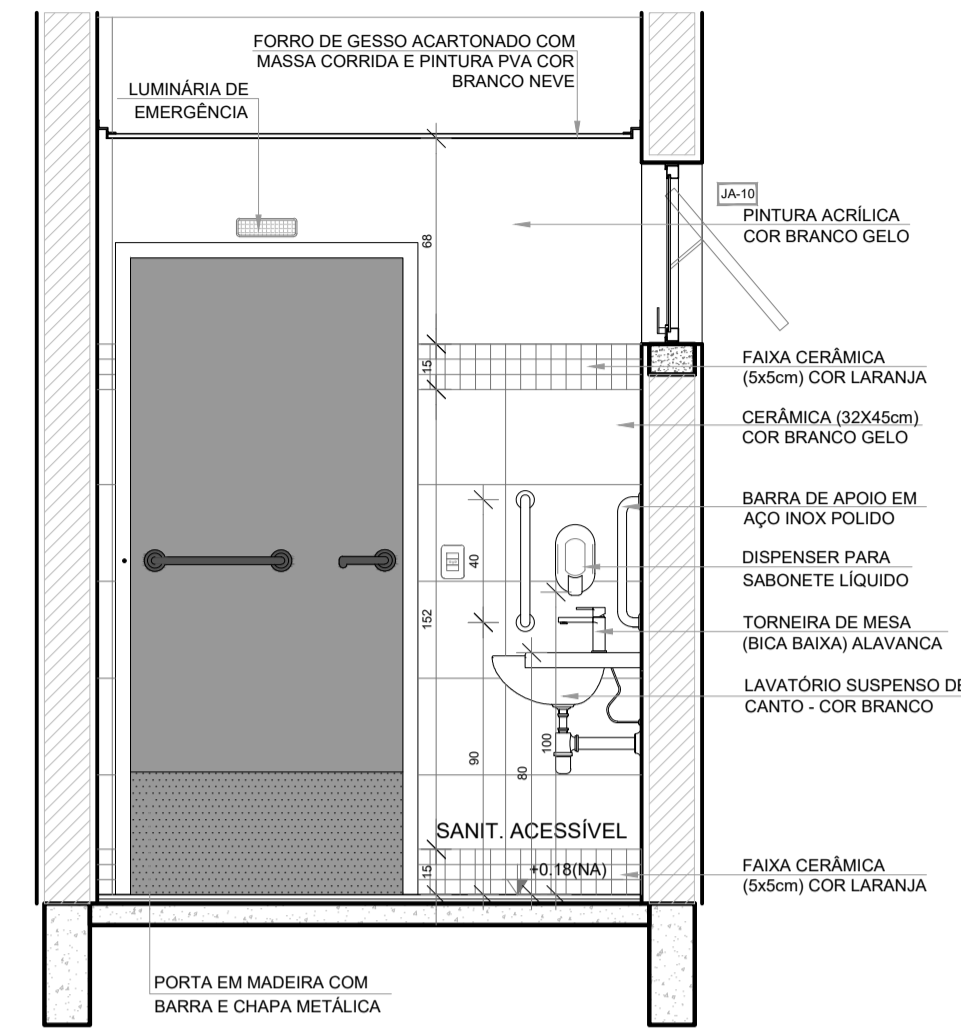 FORRO DE GESSO ACARTONADO COM
MASSA CORRIDA E PINTURA PVA COR
BRANCO NEVE
LUMINÁRIA DE
EMERGÊNCIA
JA-10
PINTURA ACRÍLICA
COR BRANCO GELO
68
15
FAIXA CERÂMICA
(5x5cm) COR LARANJA
CERÂMICA (32X45cm)
COR BRANCO GELO
BARRA DE APOIO EM
AÇO INOX POLIDO
40
DISPENSER PARA
SABONETE LÍQUIDO
152
TORNEIRA DE MESA
(BICA BAIXA) ALAVANCA
LAVATÓRIO SUSPENSO DE
CANTO - COR BRANCO
100
90
80
SANIT. ACESSÍVEL
+0.18(NA)
15
FAIXA CERÂMICA
(5x5cm) COR LARANJA
PORTA EM MADEIRA COM
BARRA E CHAPA METÁLICA